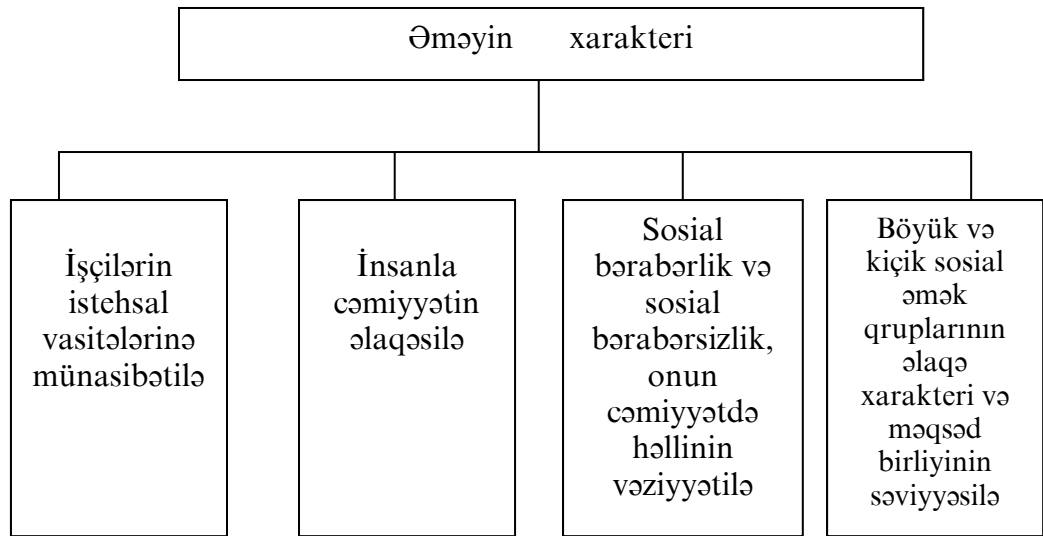 Əməyin xarakteri
İşçilərin
istehsal
vasitələrinə
münasibətilə
İnsanla
cəmiyyətin
əlaqəsilə
Sosial
bərabərlik və
sosial
bərabərsizlik,
onun
cəmiyyətdə
həllinin
vəziyyətilə
Böyük və
kiçik sosial
əmək
qruplarının
əlaqə
xarakteri və
məqsəd
birliyinin
səviyyəsilə